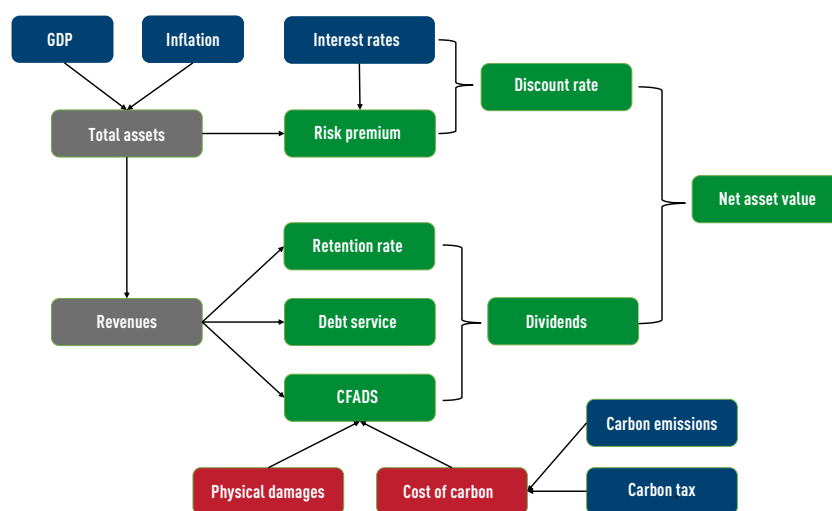 GDP
Inflation
Interest rates
Discount rate
Total assets
Risk premium
Net asset value
Retention rate
Revenues
Debt service
Dividends
CFADS
Carbon emissions
Physical damages
Cost of carbon
Carbon tax